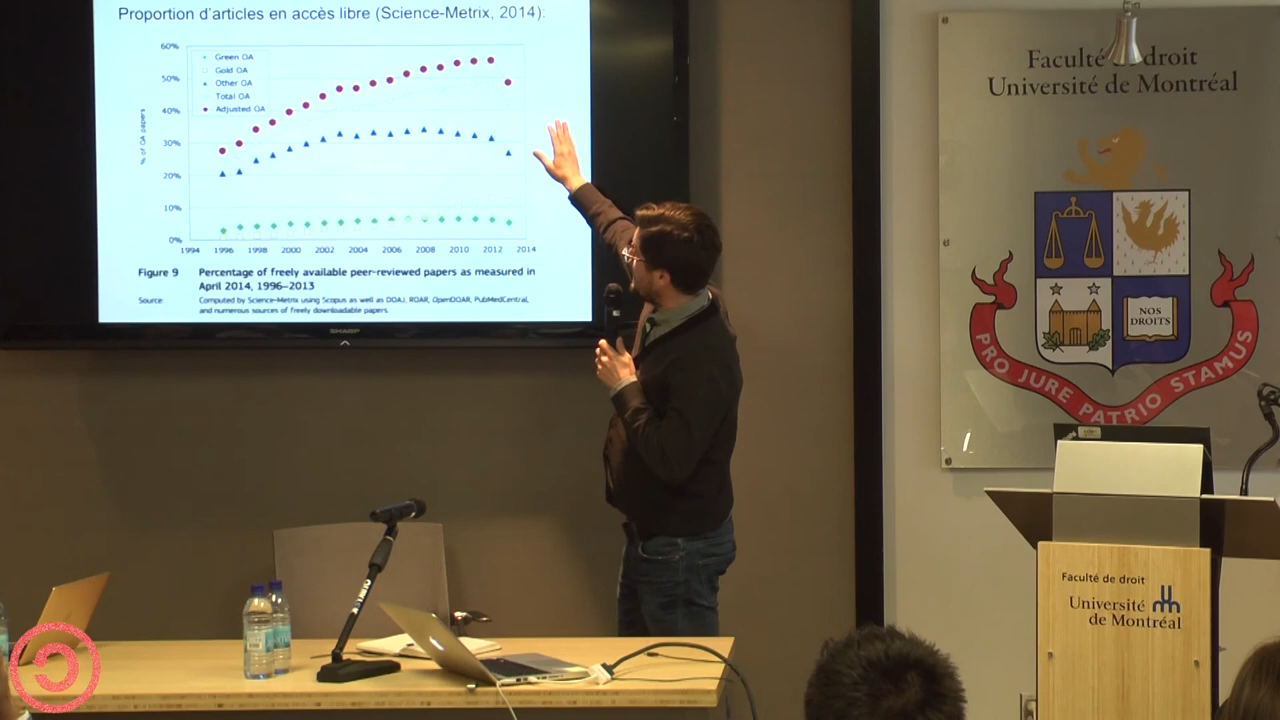 Proportion d'articles en accès libre (Science-Metrix, 2014):
60%
50%
40%
30%
20%
10%
0%
% of OA papers
Green OA
Gold OA
Other OA
Total OA
Adjusted OA
1994 1996 1998 2000 2002 2004 2006 2008 2010 2012 2014
Figure 9 Percentage of freely available peer-reviewed papers as measured in
April 2014, 1996–2013
Source: Computed by Science-Metrix using Scopus as well as DOAJ, ROAR, OpenDOAR, PubMedCentral,
and numerous sources of freely downloadable papers.
SHARP
Faculté de droit
Université de Montréal
NOS
DROITS
PRO JURE PATRIO STAMUS
Faculté de droit
Université
de Montréal